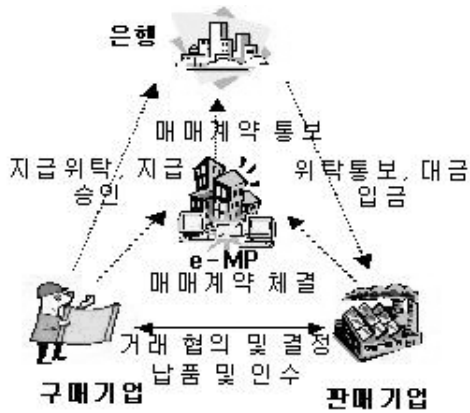 은행
매매계약 통보
지급위탁, 지급
승인
위탁통보, 대금
입금
e-MP
매매계약 체결
거래 협의 및 결정
납품 및 인수
구매기업
판매기업